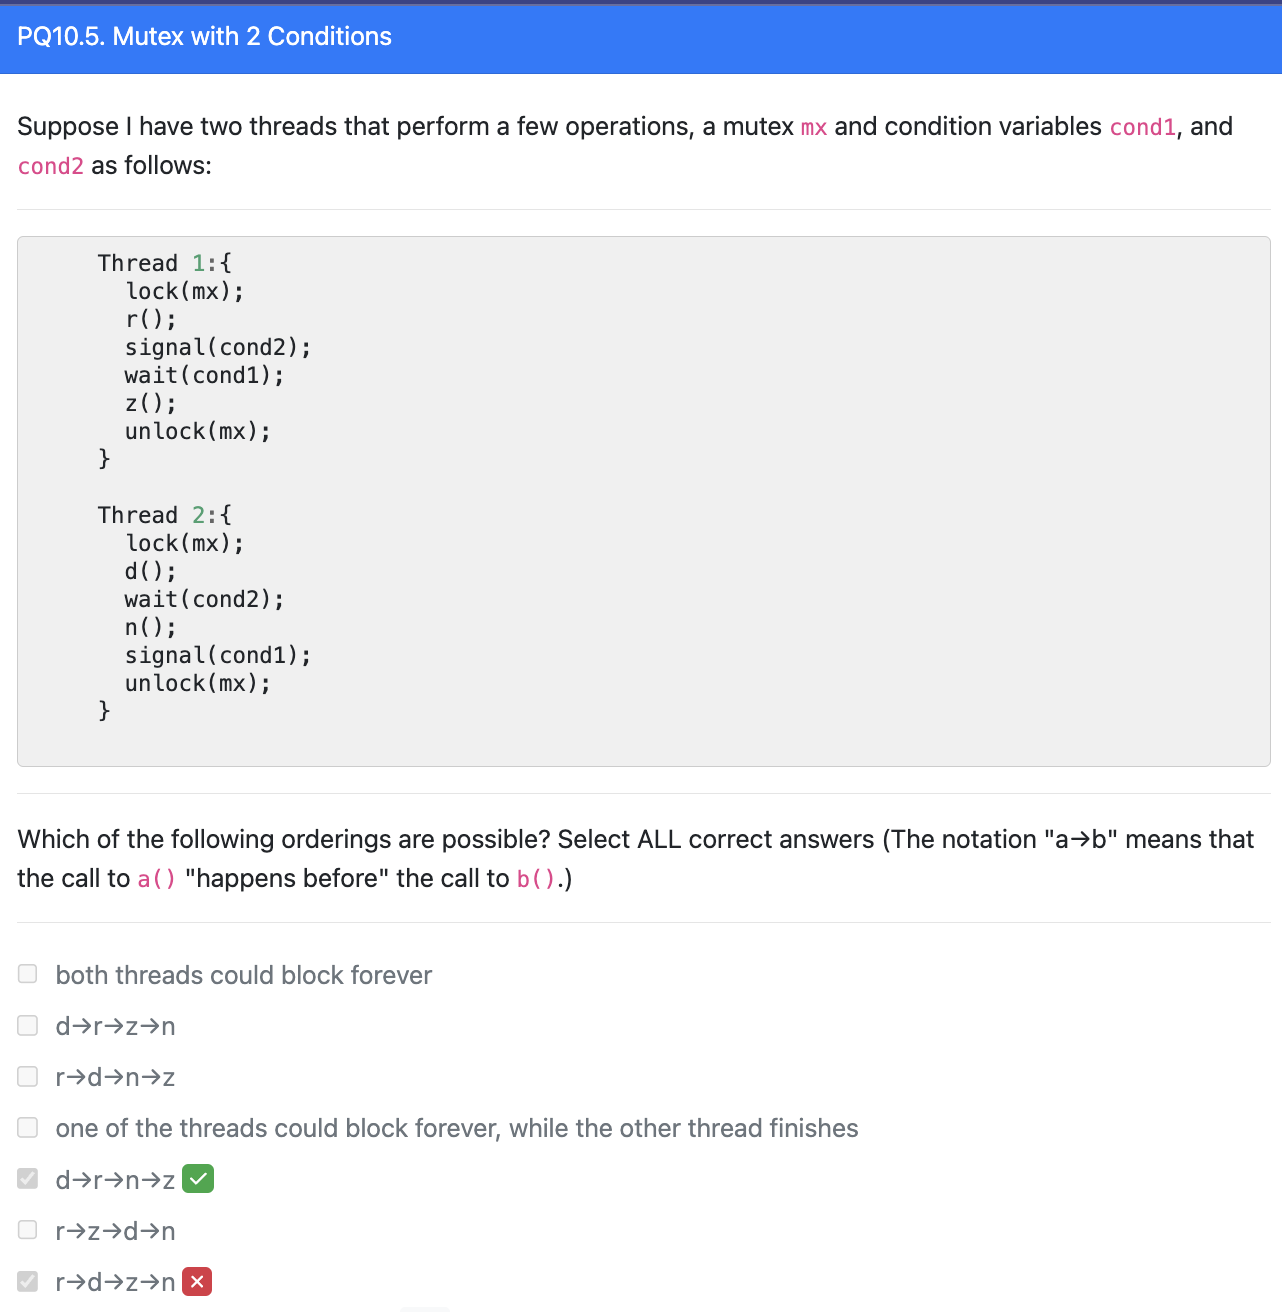 PQ10.5. Mutex with 2 Conditions
Suppose I have two threads that perform a few operations, a mutex mx and condition variables cond1, and
cond2 as follows:
Thread 1:{
lock(mx);
r();
signal(cond2);
wait(cond1);
z();
unlock(mx);
}
Thread 2:{
lock(mx);
d();
wait(cond2);
n();
signal(cond1);
unlock(mx);
}
Which of the following orderings are possible? Select ALL correct answers (The notation "a→b" means that
the call to a() "happens before" the call to b().)
both threads could block forever
d→r→z→n
r→d→n→z
one of the threads could block forever, while the other thread finishes
d→r→n→z
r→z→d→n
r→d→z→n